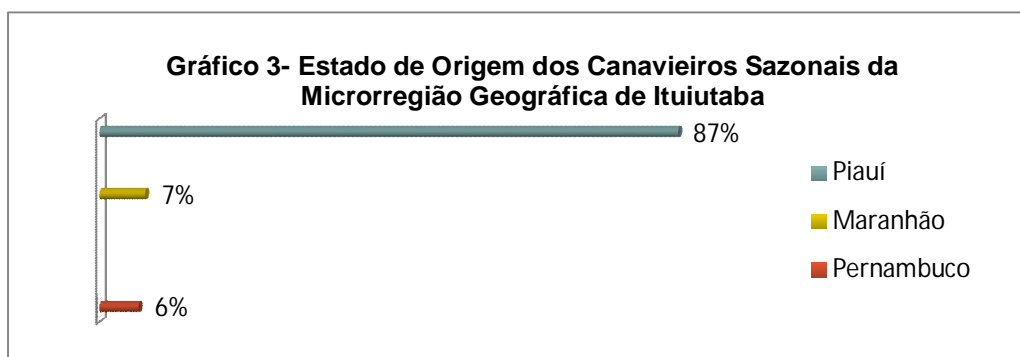 Gráfico 3- Estado de Origem dos Canavieiros Sazonais da
Microrregião Geográfica de Ituiutaba
87%
7%
6%
Piauí
Maranhão
Pernambuco